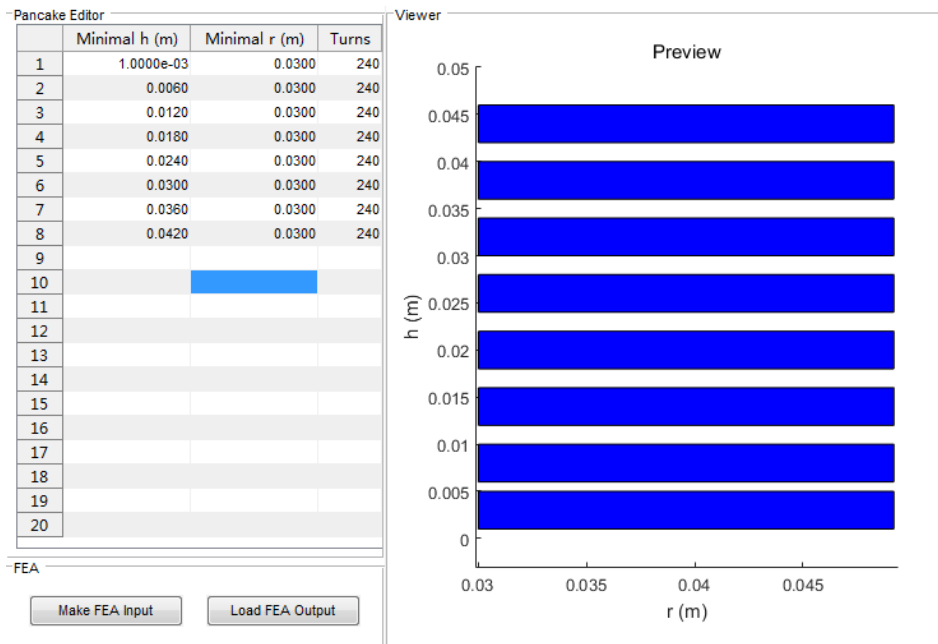 Pancake Editor
Minimal h (m) Minimal r (m) Turns
1 1.0000e-03 0.0300 240
2 0.0060 0.0300 240
3 0.0120 0.0300 240
4 0.0180 0.0300 240
5 0.0240 0.0300 240
6 0.0300 0.0300 240
7 0.0360 0.0300 240
8 0.0420 0.0300 240
9
10
11
12
13
14
15
16
17
18
19
20
FEA
Make FEA Input Load FEA Output
Viewer
Preview
0.05
0.045
0.04
0.035
0.03
0.025
0.02
0.015
0.01
0.005
0
h (m)
0.03 0.035 0.04 0.045
r (m)